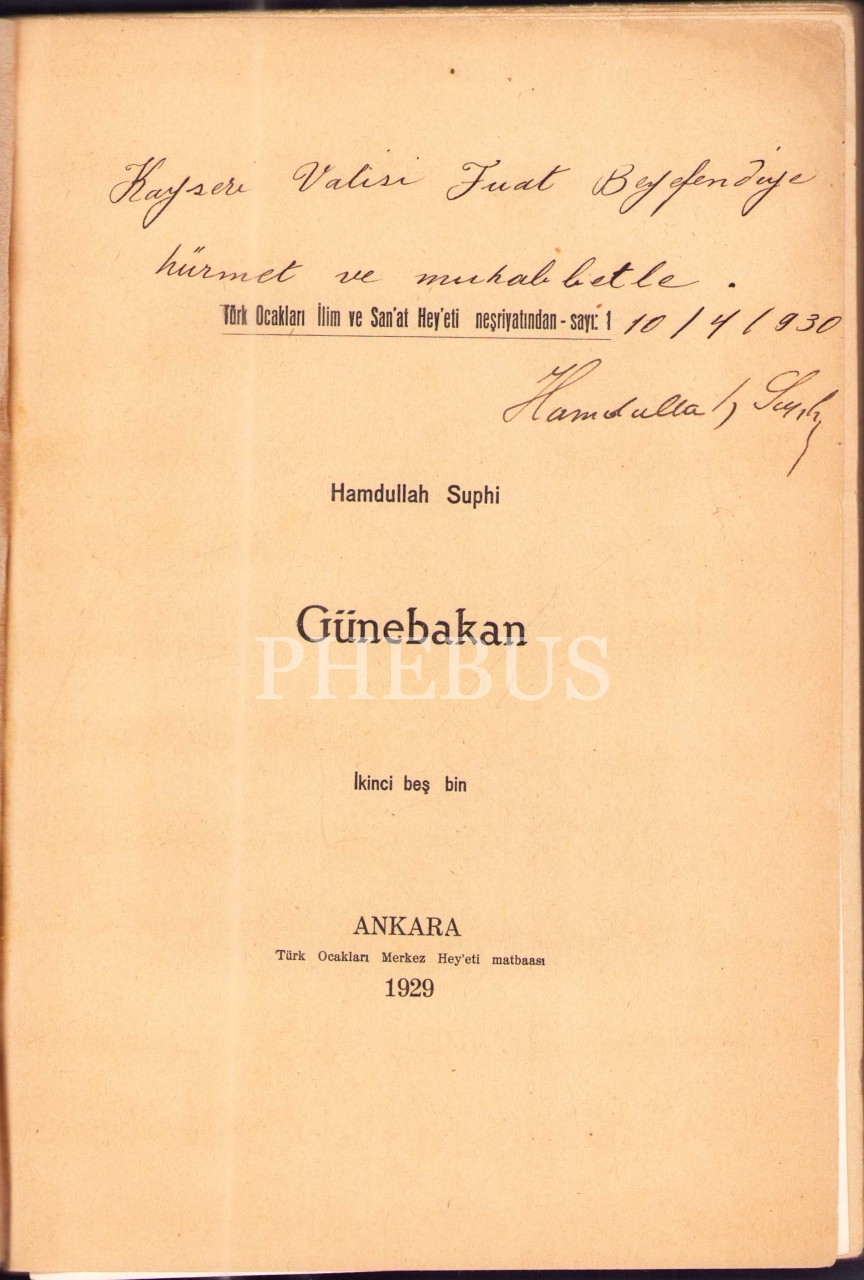 Kayseri Valisi Fuat Beyefendiye
hürmet ve muhabbetle .
Türk Ocakları İlim ve San'at Hey'eti neşriyatından - sayı: 1
10 / 4 / 930
Hamdullah Suphi
Hamdullah Suphi
Günebakan
PHEBUS
İkinci beş bin
ANKARA
Türk Ocakları Merkez Hey'eti matbaası
1929